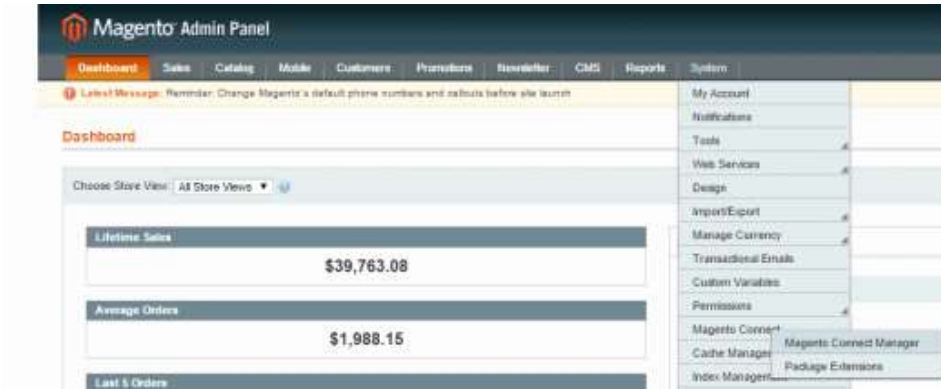 Magento Admin Panel
Dashboard Sales Catalog Mobile Customers Promotions Newsletter CMS Reports System
Latest Message: Reminder: Change Magento's default phone numbers and callouts before site launch
Dashboard
Choose Store View: All Store Views
Lifetime Sales
$39,763.08
Average Orders
$1,988.15
Last 5 Orders
My Account
Notifications
Tools
Web Services
Design
Import/Export
Manage Currency
Transactional Emails
Custom Variables
Permissions
Magento Connect
Magento Connect Manager
Package Extensions
Cache Manage
Index Management